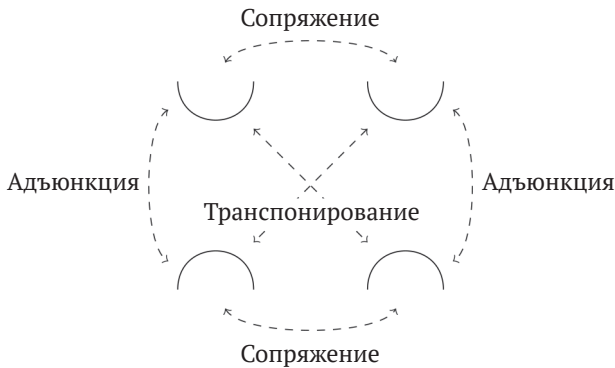 Сопряжение
Адъюнкция
Адъюнкция
Транспонирование
Сопряжение